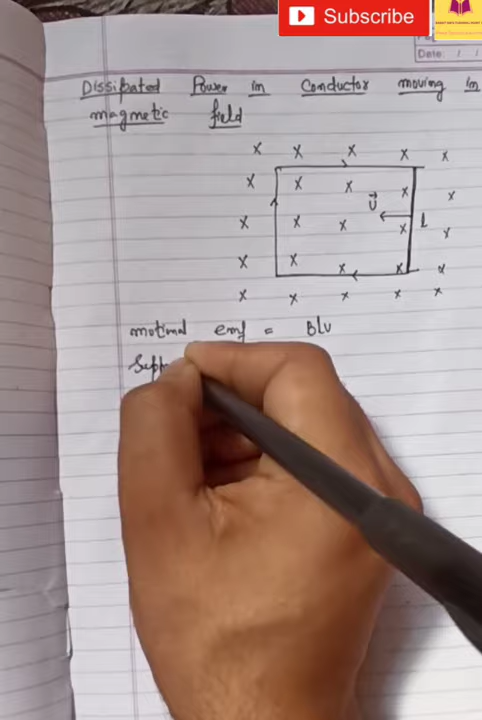 Subscribe
Date: / /
Dissipated Power in Conductor moving in
magnetic field
x x x x x
x x x x x
v
x x x x L x
x x x x x
x x x x x
motional emf = Blv